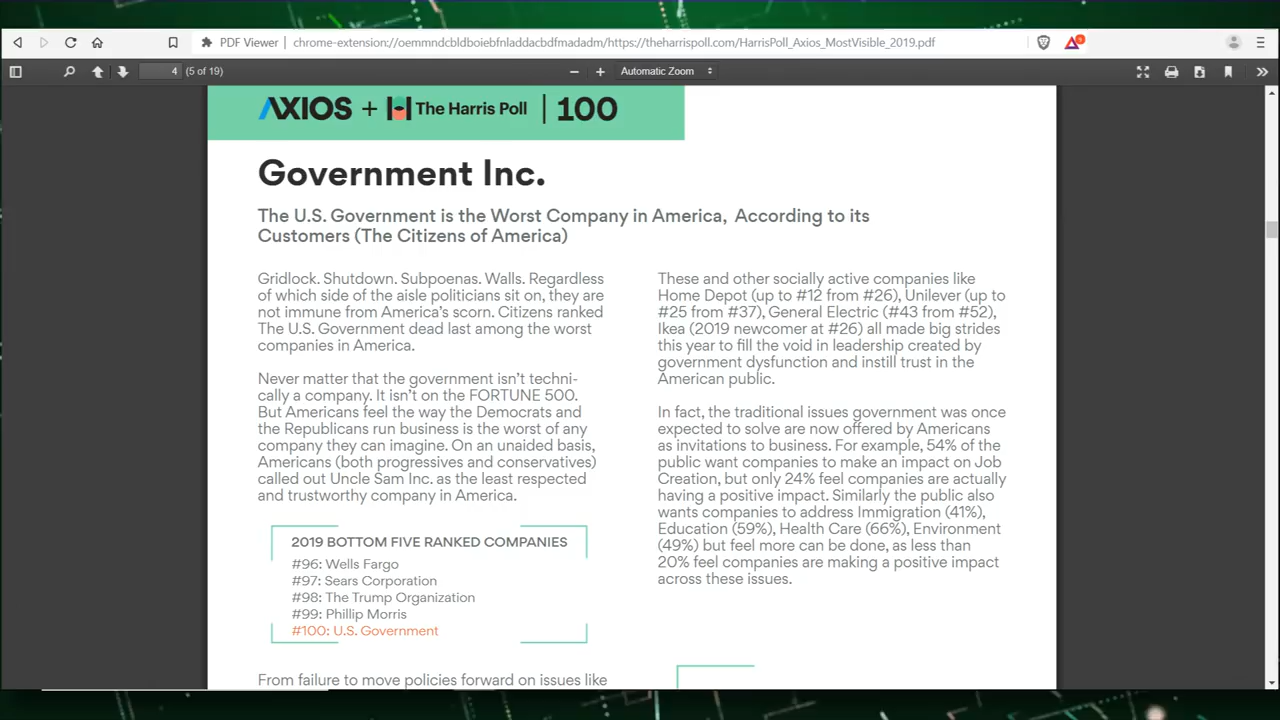 PDF Viewer
chrome-extension://oemmndcbldboiebfnladdacbdfmadadm/https://theharrispoll.com/HarrisPoll_Axios_MostVisible_2019.pdf
9
4 (5 of 19)
Automatic Zoom
AXIOS + The Harris Poll | 100
Government Inc.
The U.S. Government is the Worst Company in America, According to its
Customers (The Citizens of America)
Gridlock. Shutdown. Subpoenas. Walls. Regardless
of which side of the aisle politicians sit on, they are
not immune from America's scorn. Citizens ranked
The U.S. Government dead last among the worst
companies in America.
Never matter that the government isn't techni-
cally a company. It isn't on the FORTUNE 500.
But Americans feel the way the Democrats and
the Republicans run business is the worst of any
company they can imagine. On an unaided basis,
Americans (both progressives and conservatives)
called out Uncle Sam Inc. as the least respected
and trustworthy company in America.
2019 BOTTOM FIVE RANKED COMPANIES
#96: Wells Fargo
#97: Sears Corporation
#98: The Trump Organization
#99: Phillip Morris
#100: U.S. Government
From failure to move policies forward on issues like
These and other socially active companies like
Home Depot (up to #12 from #26), Unilever (up to
#25 from #37), General Electric (#43 from #52),
Ikea (2019 newcomer at #26) all made big strides
this year to fill the void in leadership created by
government dysfunction and instill trust in the
American public.
In fact, the traditional issues government was once
expected to solve are now offered by Americans
as invitations to business. For example, 54% of the
public want companies to make an impact on Job
Creation, but only 24% feel companies are actually
having a positive impact. Similarly the public also
wants companies to address Immigration (41%),
Education (59%), Health Care (66%), Environment
(49%) but feel more can be done, as less than
20% feel companies are making a positive impact
across these issues.